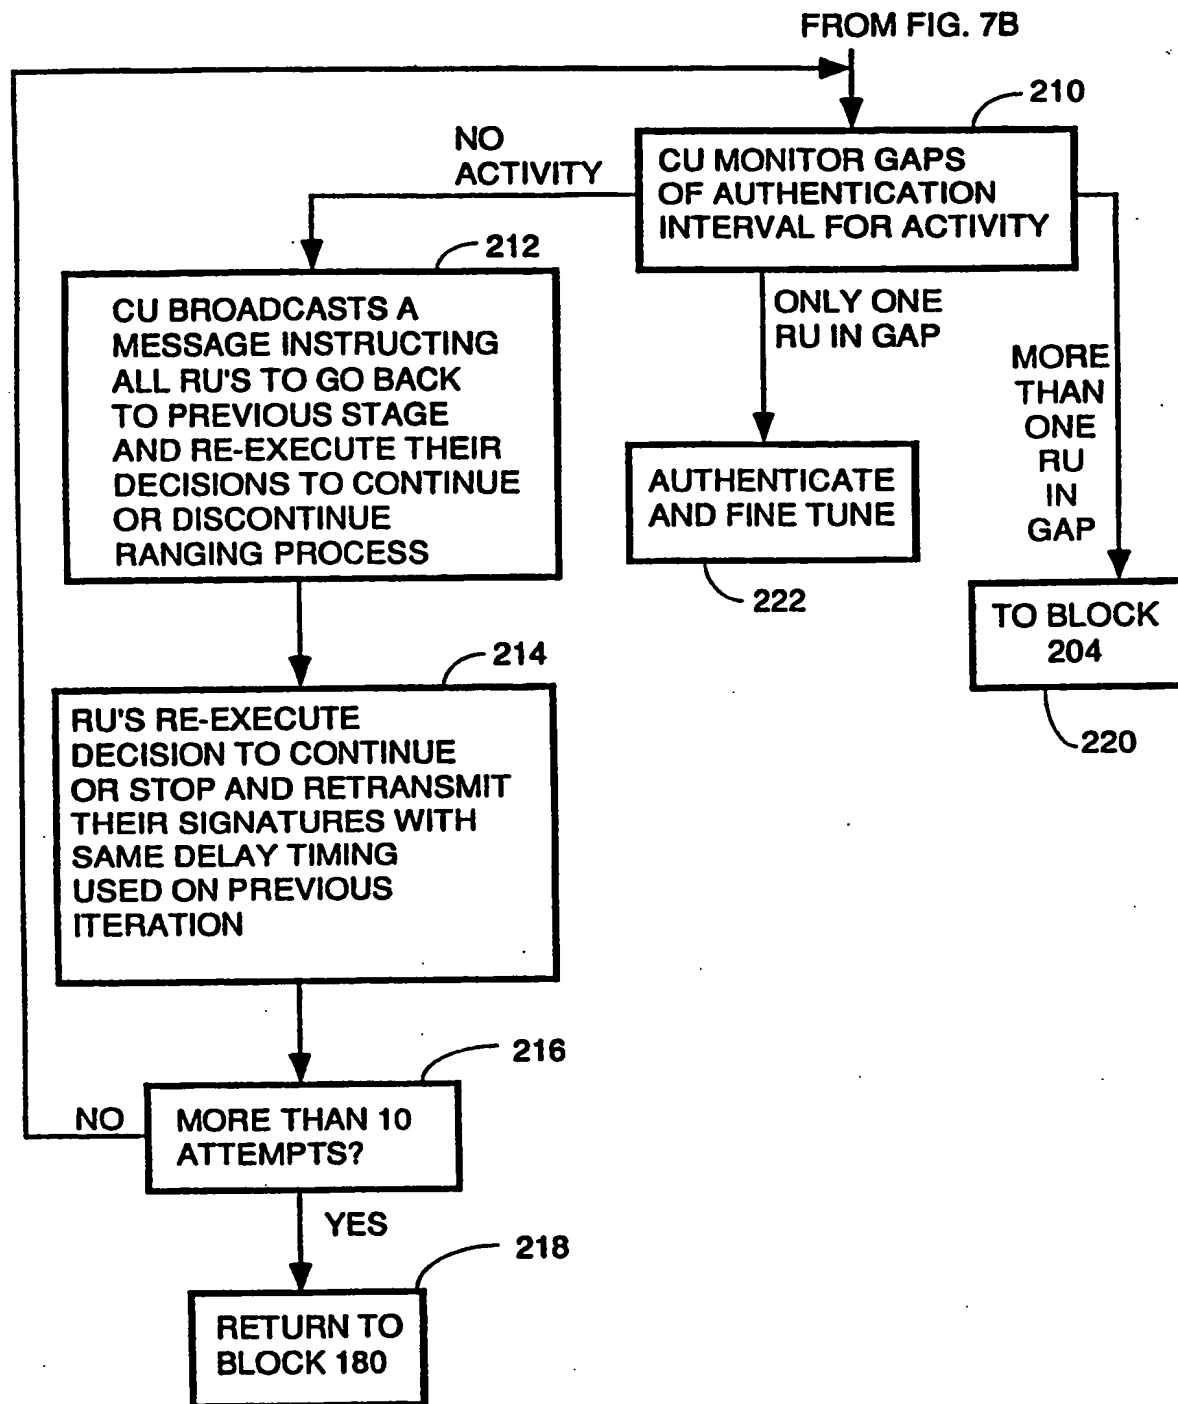 FROM FIG. 7B
210
CU MONITOR GAPS
OF AUTHENTICATION
INTERVAL FOR ACTIVITY
NO
ACTIVITY
212
CU BROADCASTS A
MESSAGE INSTRUCTING
ALL RU'S TO GO BACK
TO PREVIOUS STAGE
AND RE-EXECUTE THEIR
DECISIONS TO CONTINUE
OR DISCONTINUE
RANGING PROCESS
ONLY ONE
RU IN GAP
MORE
THAN
ONE
RU
IN
GAP
AUTHENTICATE
AND FINE TUNE
222
TO BLOCK
204
220
214
RU'S RE-EXECUTE
DECISION TO CONTINUE
OR STOP AND RETRANSMIT
THEIR SIGNATURES WITH
SAME DELAY TIMING
USED ON PREVIOUS
ITERATION
216
NO
MORE THAN 10
ATTEMPTS?
YES
218
RETURN TO
BLOCK 180